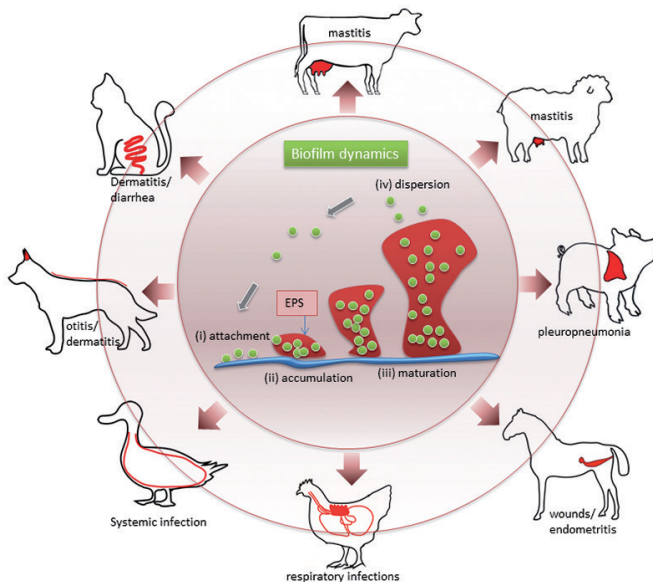 mastitis
mastitis
Dermatitis/
diarrhea
Biofilm dynamics
(iv) dispersion
EPS
(i) attachment
(ii) accumulation
(iii) maturation
otitis/
dermatitis
pleuropneumonia
Systemic infection
wounds/
endometritis
respiratory infections